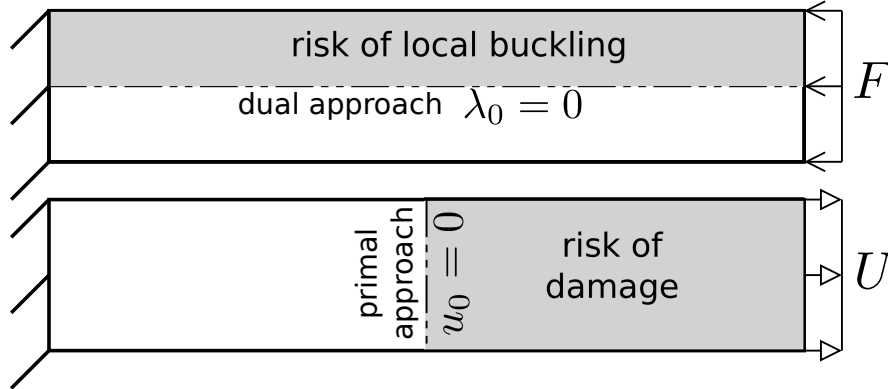 risk of local buckling
dual approach λ₀ = 0
F
primal
approach
u₀ = 0
risk of
damage
U